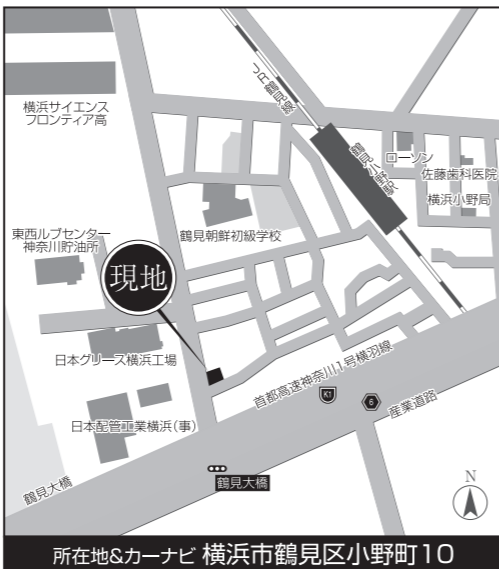 横浜サイエンス
フロンティア高
JR鶴見線
鶴見小野駅
ローソン
佐藤歯科医院
横浜小野局
東西ルブセンター
神奈川貯油所
鶴見朝鮮初級学校
現地
日本グリース横浜工場
首都高速神奈川1号横羽線
K1
6
産業道路
日本配管工業横浜(事)
鶴見大橋
鶴見大橋
N
所在地&カーナビ 横浜市鶴見区小野町10